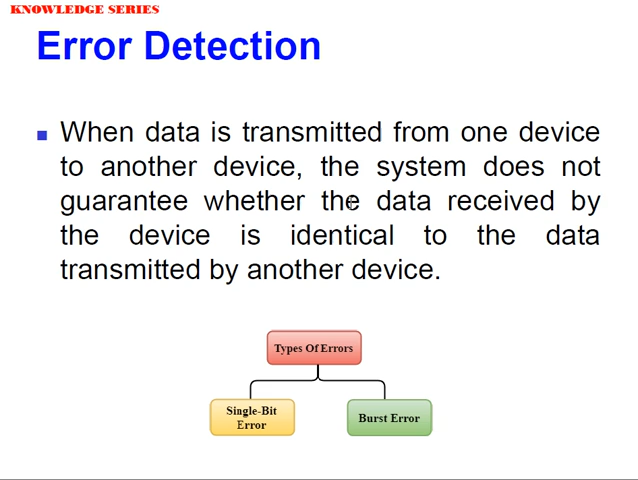 KNOWLEDGE SERIES
Error Detection
When data is transmitted from one device
to another device, the system does not
guarantee whether the data received by
the device is identical to the data
transmitted by another device.
Types Of Errors
Single-Bit
Error
Burst Error